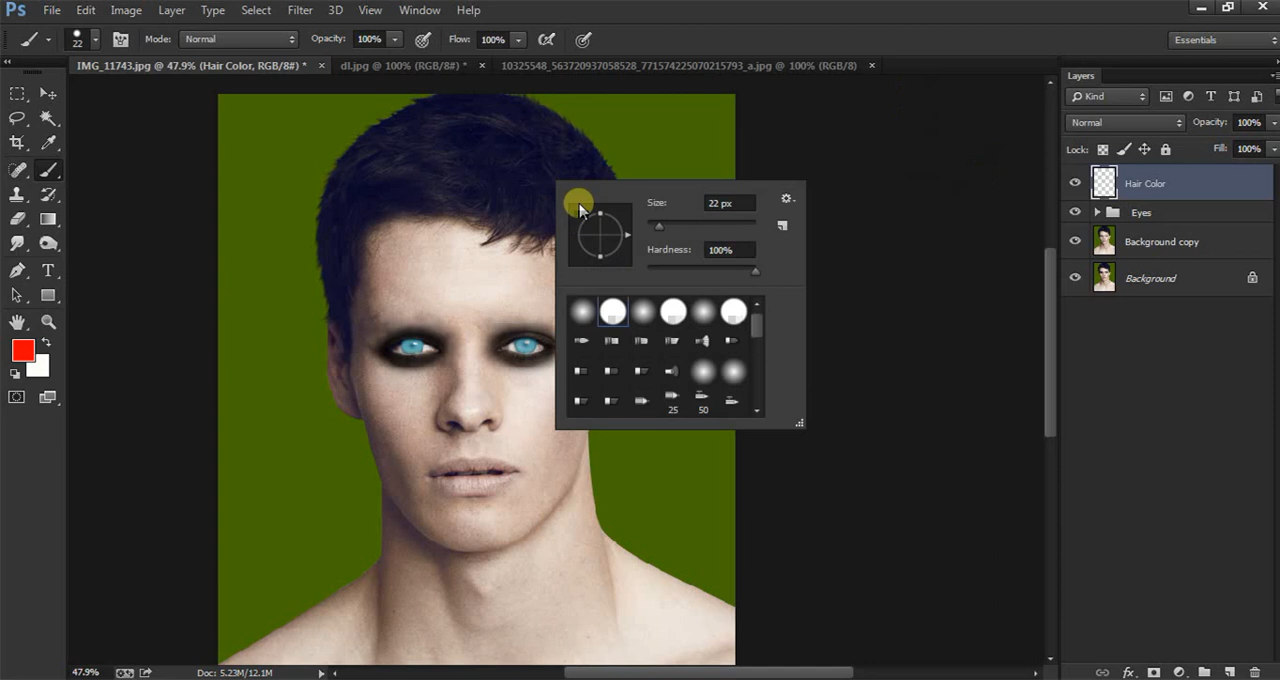 Ps File Edit Image Layer Type Select Filter 3D View Window Help
22 Mode: Normal Opacity: 100% Flow: 100% Essentials
IMG_11743.jpg @ 47.9% (Hair Color, RGB/8#) * × dl.jpg @ 100% (RGB/8#) * × 10325548_563720937058528_771574225070215793_a.jpg @ 100% (RGB/8) ×
Layers
Kind
Normal Opacity: 100%
Lock: Fill: 100%
Hair Color
Eyes
Background copy
Background
Size: 22 px
Hardness: 100%
25 50
47.9% Doc: 5.23M/12.1M